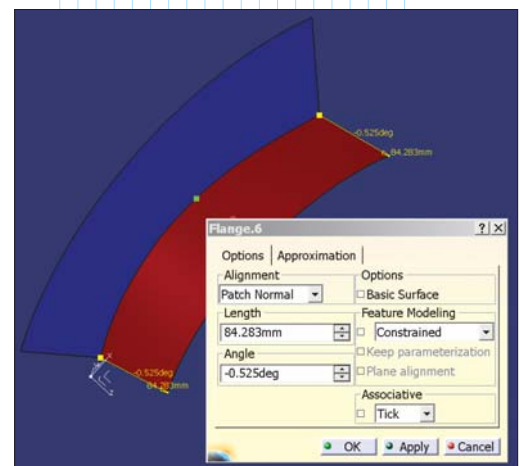 -0.525deg
84.283mm
-0.525deg
84.283mm
Flange.6
Options
Approximation
Alignment
Patch Normal
Options
Basic Surface
Length
84.283mm
Feature Modeling
Constrained
Angle
-0.525deg
Keep parameterization
Plane alignment
Associative
Tick
OK
Apply
Cancel